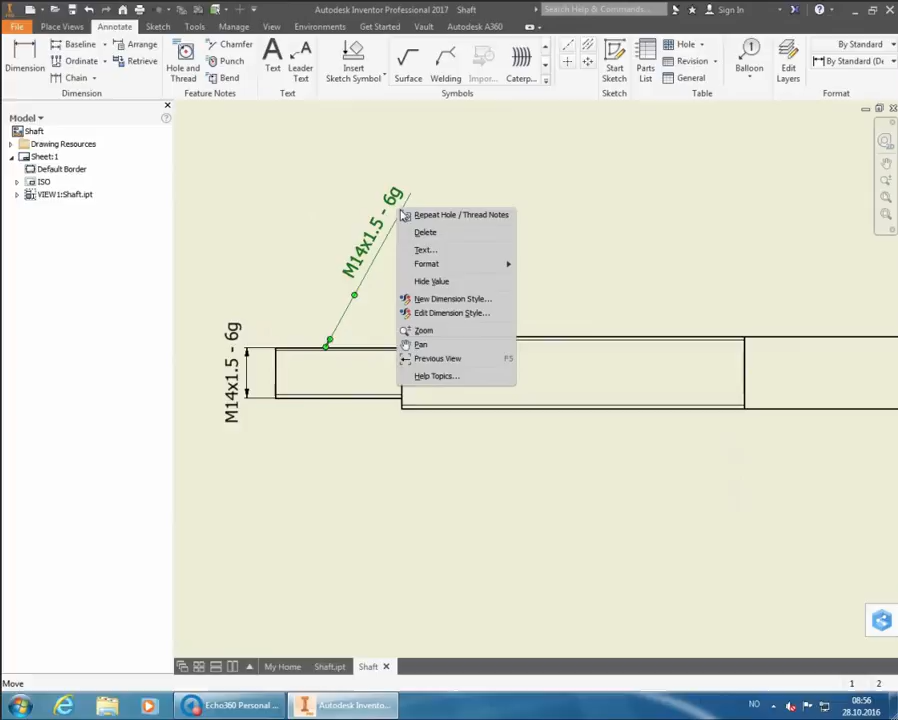 Autodesk Inventor Professional 2017 Shaft
Search Help & Commands...
Sign In
File
Place Views
Annotate
Sketch
Tools
Manage
View
Environments
Get Started
Vault
Autodesk A360
Dimension
Baseline
Ordinate
Chain
Arrange
Retrieve
Dimension
Hole and
Thread
Chamfer
Punch
Bend
Feature Notes
Text
Leader
Text
Text
Insert
Sketch Symbol
Surface
Welding
Impor...
Caterp...
Symbols
Start
Sketch
Sketch
Parts
List
Hole
Revision
General
Table
Balloon
Edit
Layers
By Standard
By Standard (De
Format
Model
Shaft
Drawing Resources
Sheet:1
Default Border
ISO
VIEW1:Shaft.ipt
M14x1.5 - 6g
M14x1.5 - 6g
Repeat Hole / Thread Notes
Delete
Text...
Format
Hide Value
New Dimension Style...
Edit Dimension Style...
Zoom
Pan
Previous View F5
Help Topics...
My Home
Shaft.ipt
Shaft
Move
1 2
Echo360 Personal ...
Autodesk Invento...
NO
08:56
28.10.2016